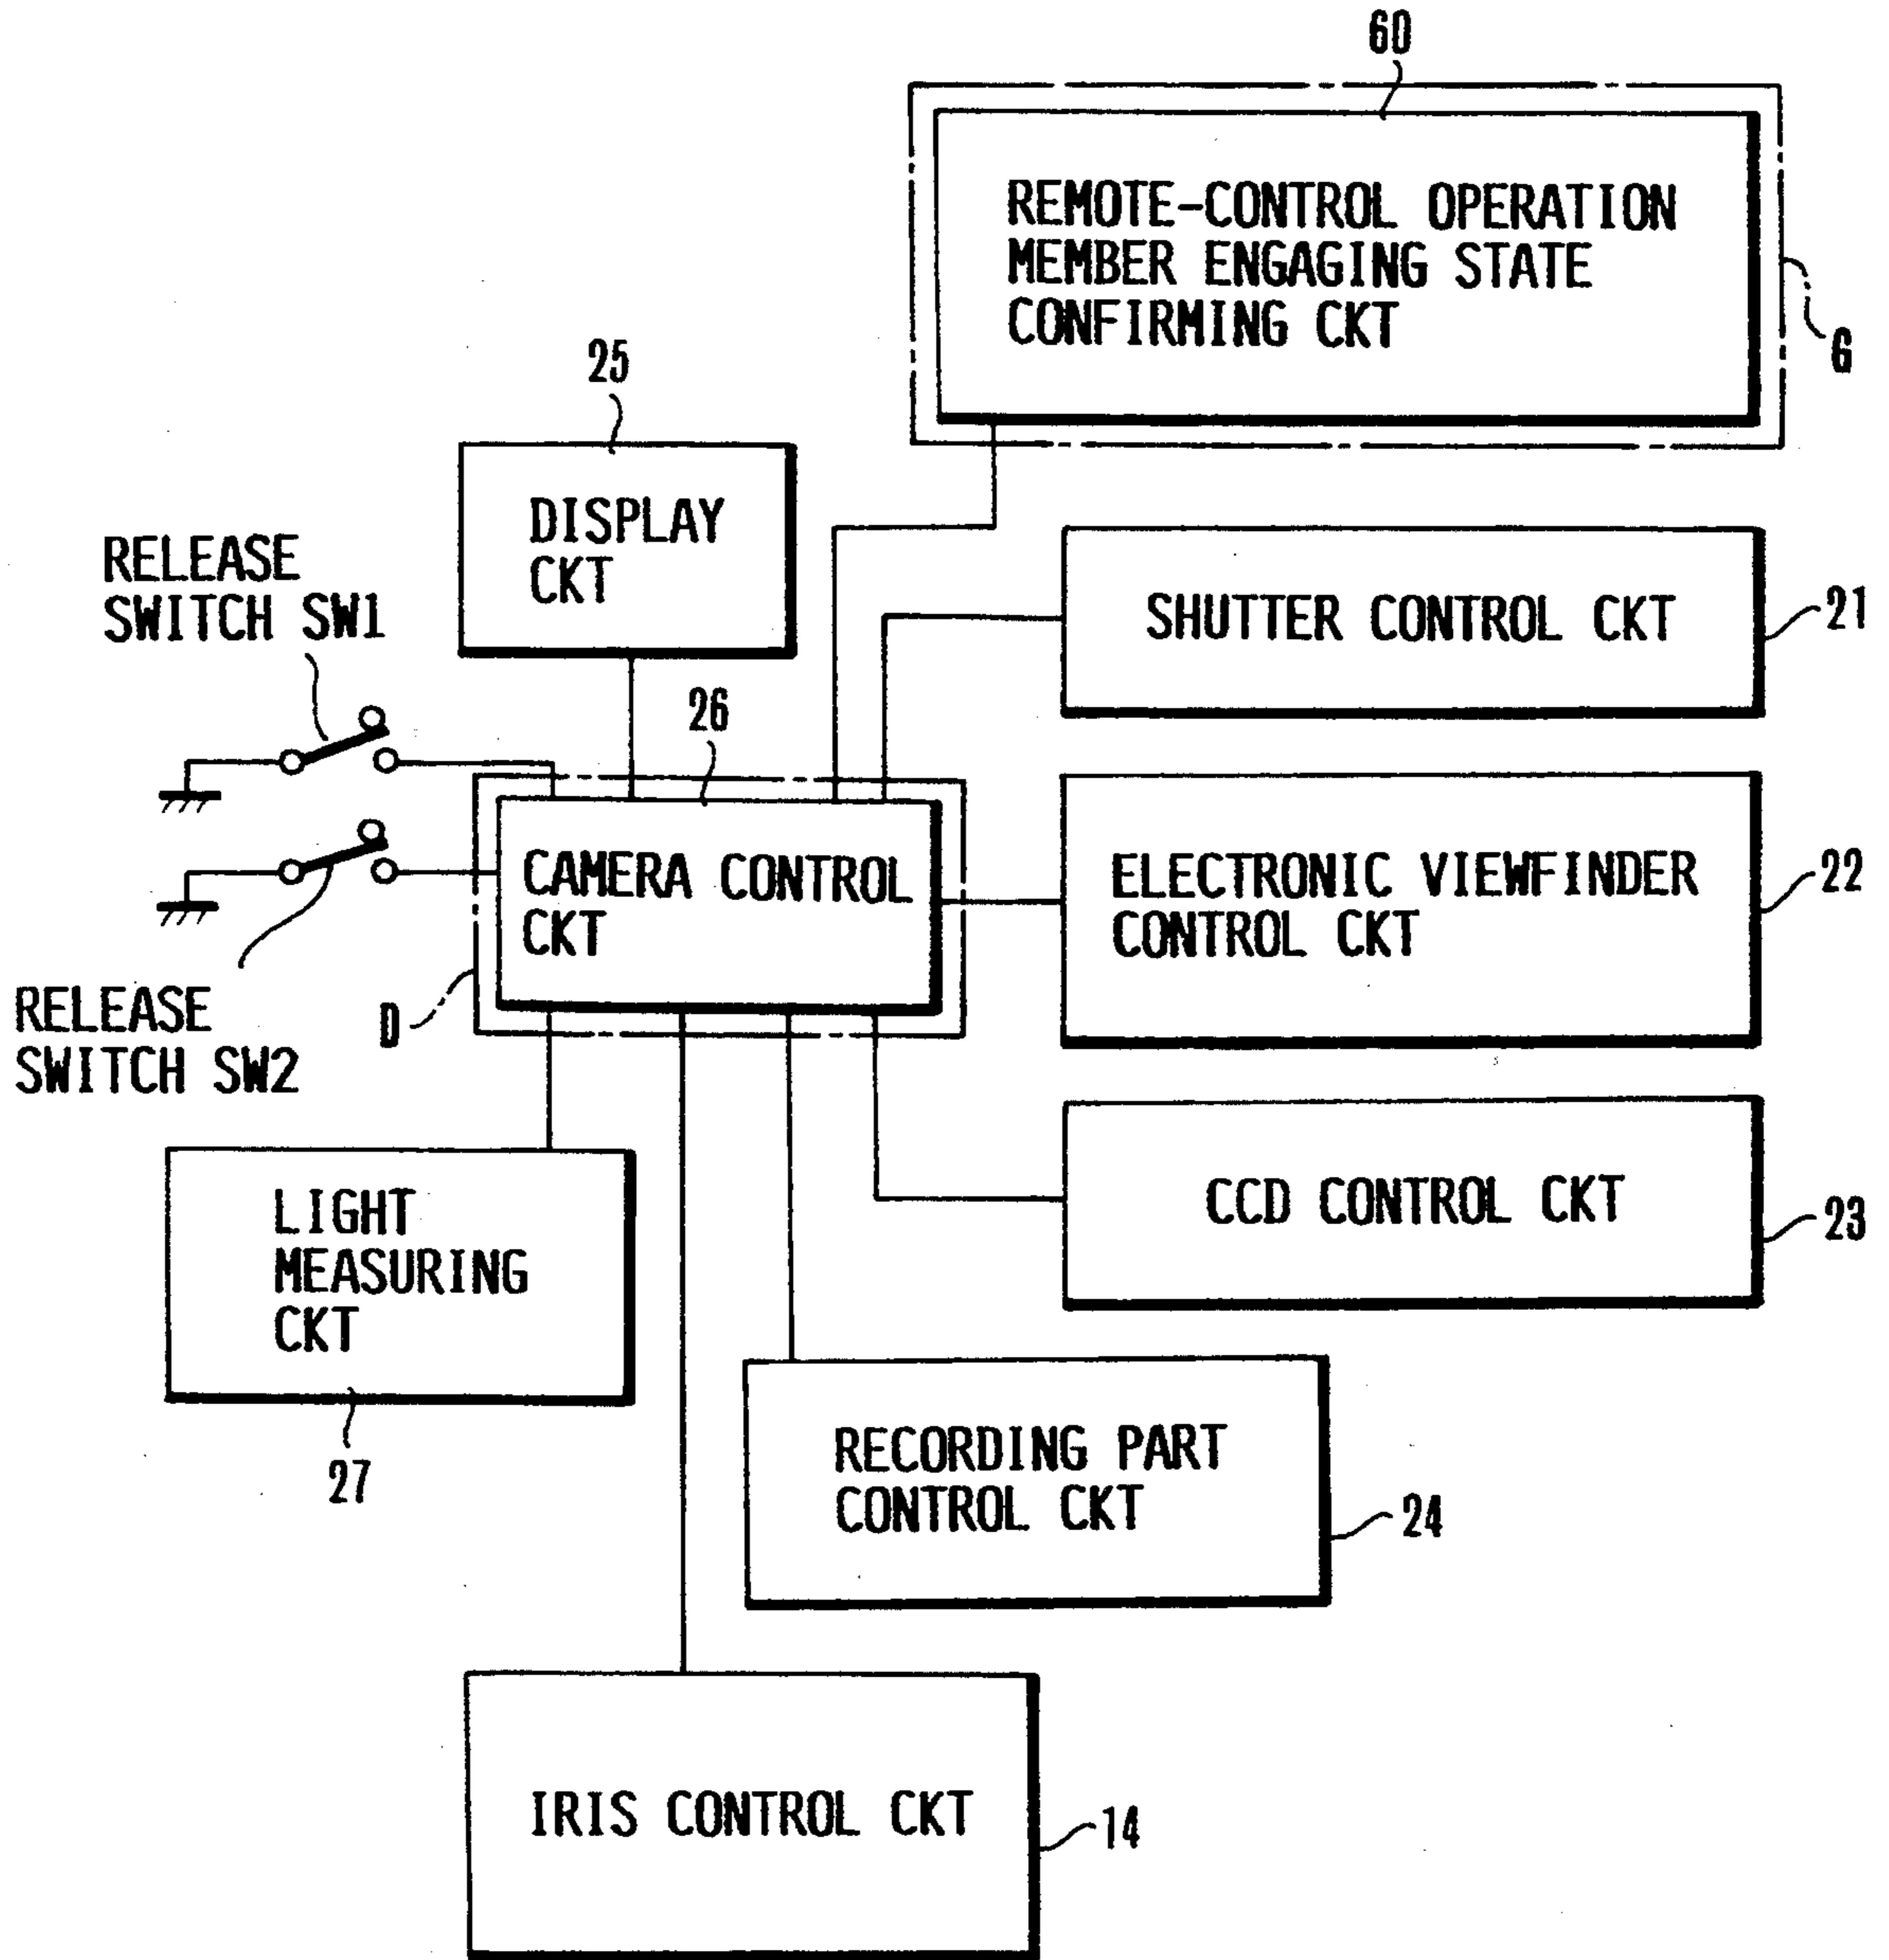 60
REMOTE-CONTROL OPERATION
MEMBER ENGAGING STATE
CONFIRMING CKT
G
25
DISPLAY
CKT
RELEASE
SWITCH SW1
SHUTTER CONTROL CKT
21
26
CAMERA CONTROL
CKT
ELECTRONIC VIEWFINDER
CONTROL CKT
22
RELEASE
SWITCH SW2
D
LIGHT
MEASURING
CKT
27
CCD CONTROL CKT
23
RECORDING PART
CONTROL CKT
24
IRIS CONTROL CKT
14